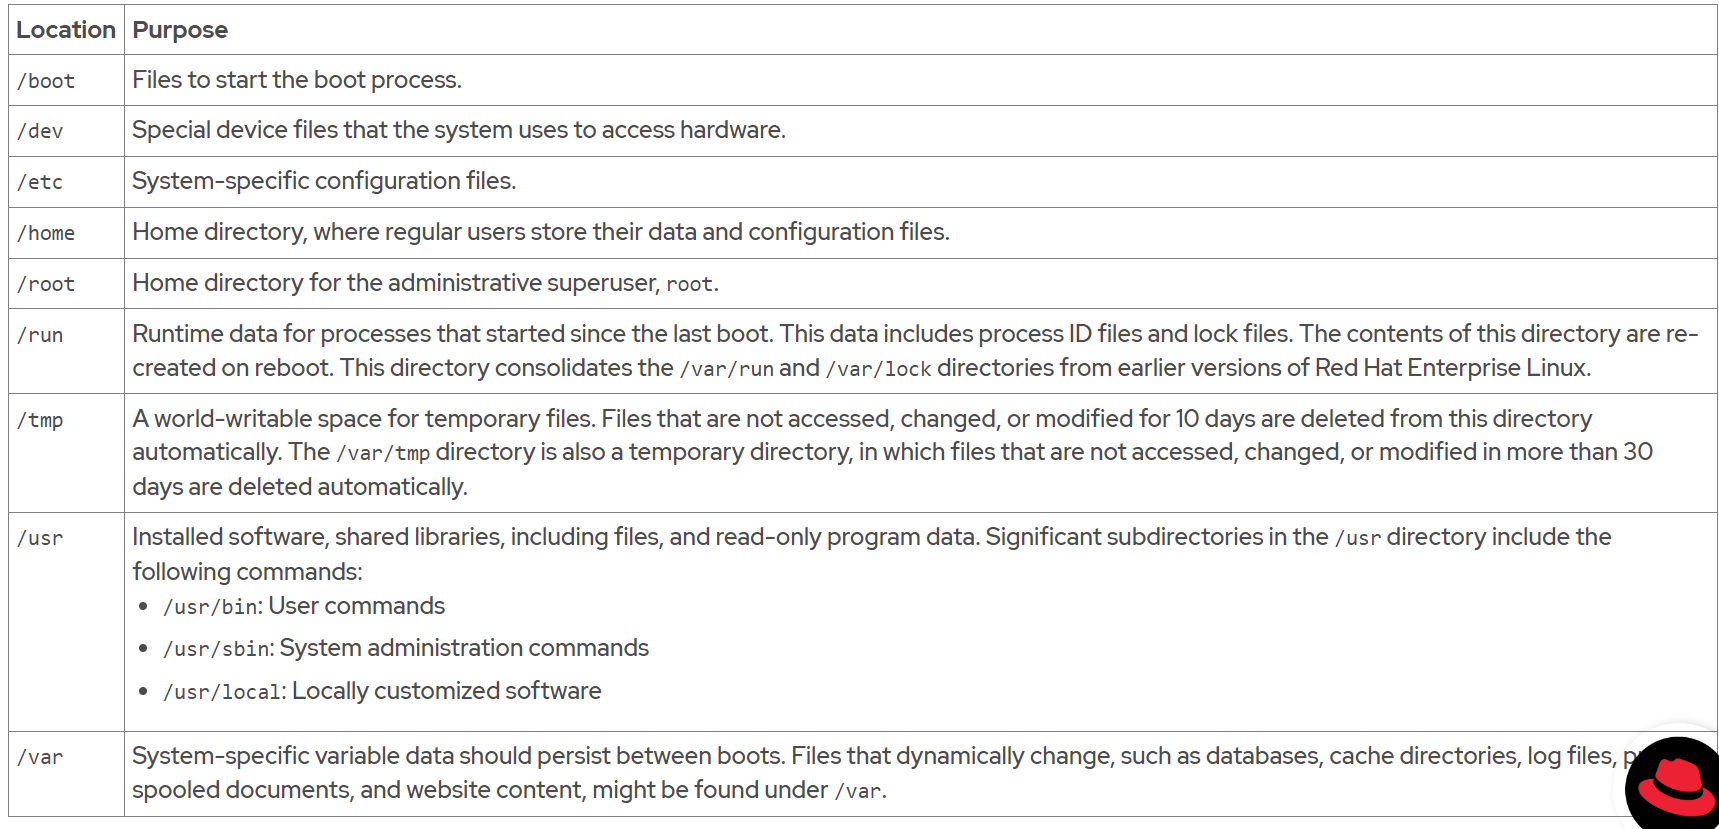 Location Purpose
/boot Files to start the boot process.
/dev Special device files that the system uses to access hardware.
/etc System-specific configuration files.
/home Home directory, where regular users store their data and configuration files.
/root Home directory for the administrative superuser, root.
/run Runtime data for processes that started since the last boot. This data includes process ID files and lock files. The contents of this directory are re-
created on reboot. This directory consolidates the /var/run and /var/lock directories from earlier versions of Red Hat Enterprise Linux.
/tmp A world-writable space for temporary files. Files that are not accessed, changed, or modified for 10 days are deleted from this directory
automatically. The /var/tmp directory is also a temporary directory, in which files that are not accessed, changed, or modified in more than 30
days are deleted automatically.
/usr Installed software, shared libraries, including files, and read-only program data. Significant subdirectories in the /usr directory include the
following commands:
• /usr/bin: User commands
• /usr/sbin: System administration commands
• /usr/local: Locally customized software
/var System-specific variable data should persist between boots. Files that dynamically change, such as databases, cache directories, log files,
spooled documents, and website content, might be found under /var.